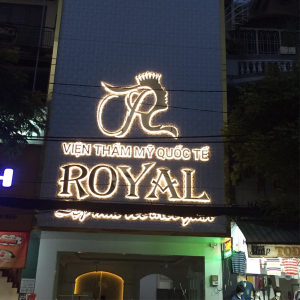 VIỆN THẨM MỸ QUỐC TẾ
ROYAL